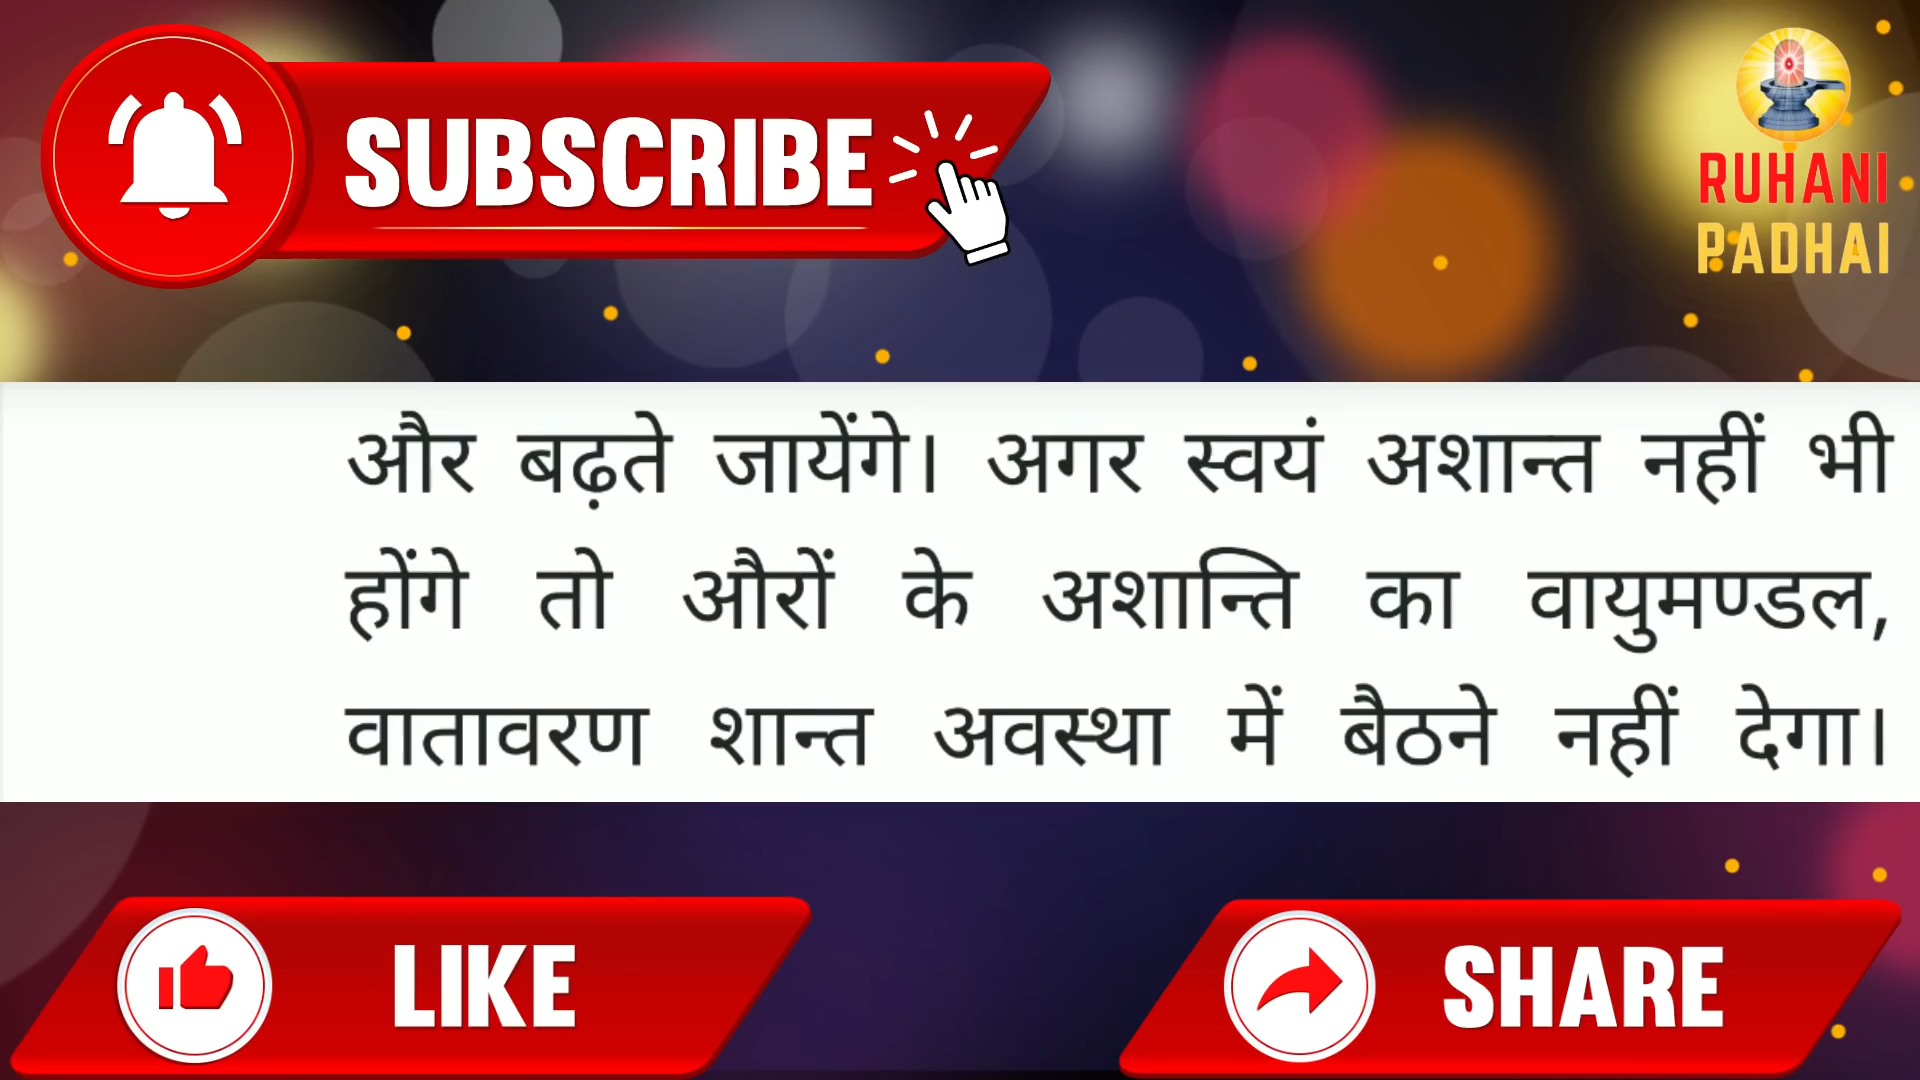 SUBSCRIBE
RUHANI
PADHAI
और बढ़ते जायेंगे। अगर स्वयं अशान्त नहीं भी
होंगे तो औरों के अशान्ति का वायुमण्डल,
वातावरण शान्त अवस्था में बैठने नहीं देगा।
LIKE
SHARE